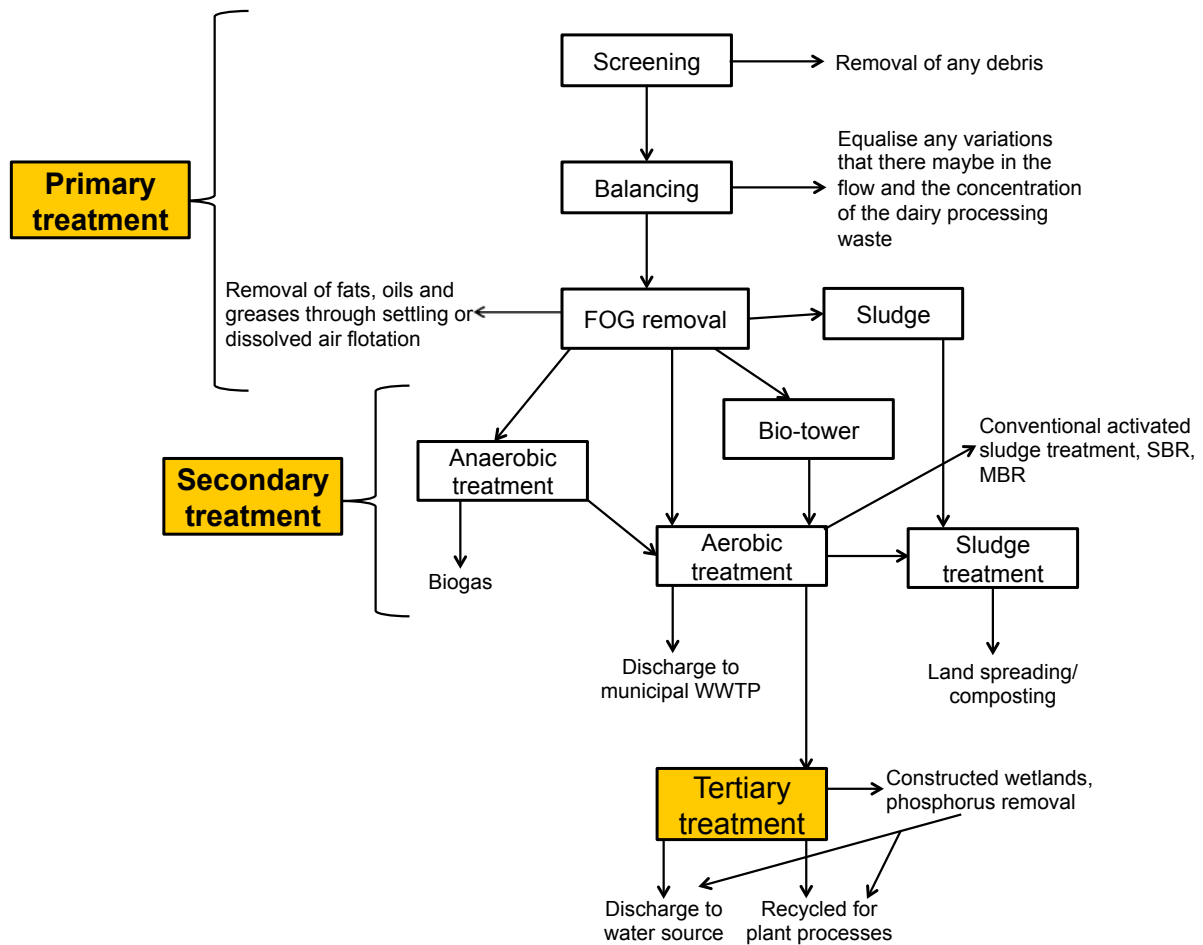 Screening
Removal of any debris
Equalise any variations
that there maybe in the
flow and the concentration
of the dairy processing
waste
Primary
treatment
Balancing
Removal of fats, oils and
greases through settling or
dissolved air flotation
FOG removal
Sludge
Bio-tower
Conventional activated
sludge treatment, SBR,
MBR
Secondary
treatment
Anaerobic
treatment
Aerobic
treatment
Sludge
treatment
Biogas
Discharge to
municipal WWTP
Land spreading/
composting
Tertiary
treatment
Constructed wetlands,
phosphorus removal
Discharge to
water source
Recycled for
plant processes